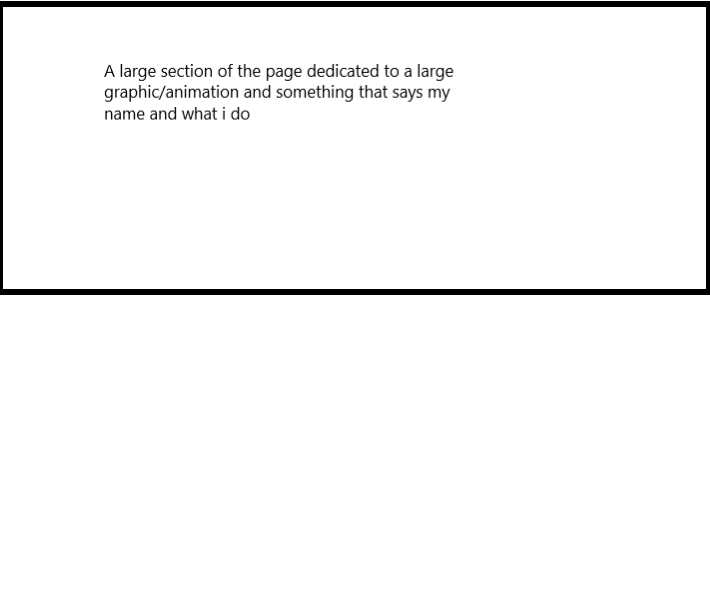 A large section of the page dedicated to a large
graphic/animation and something that says my
name and what i do